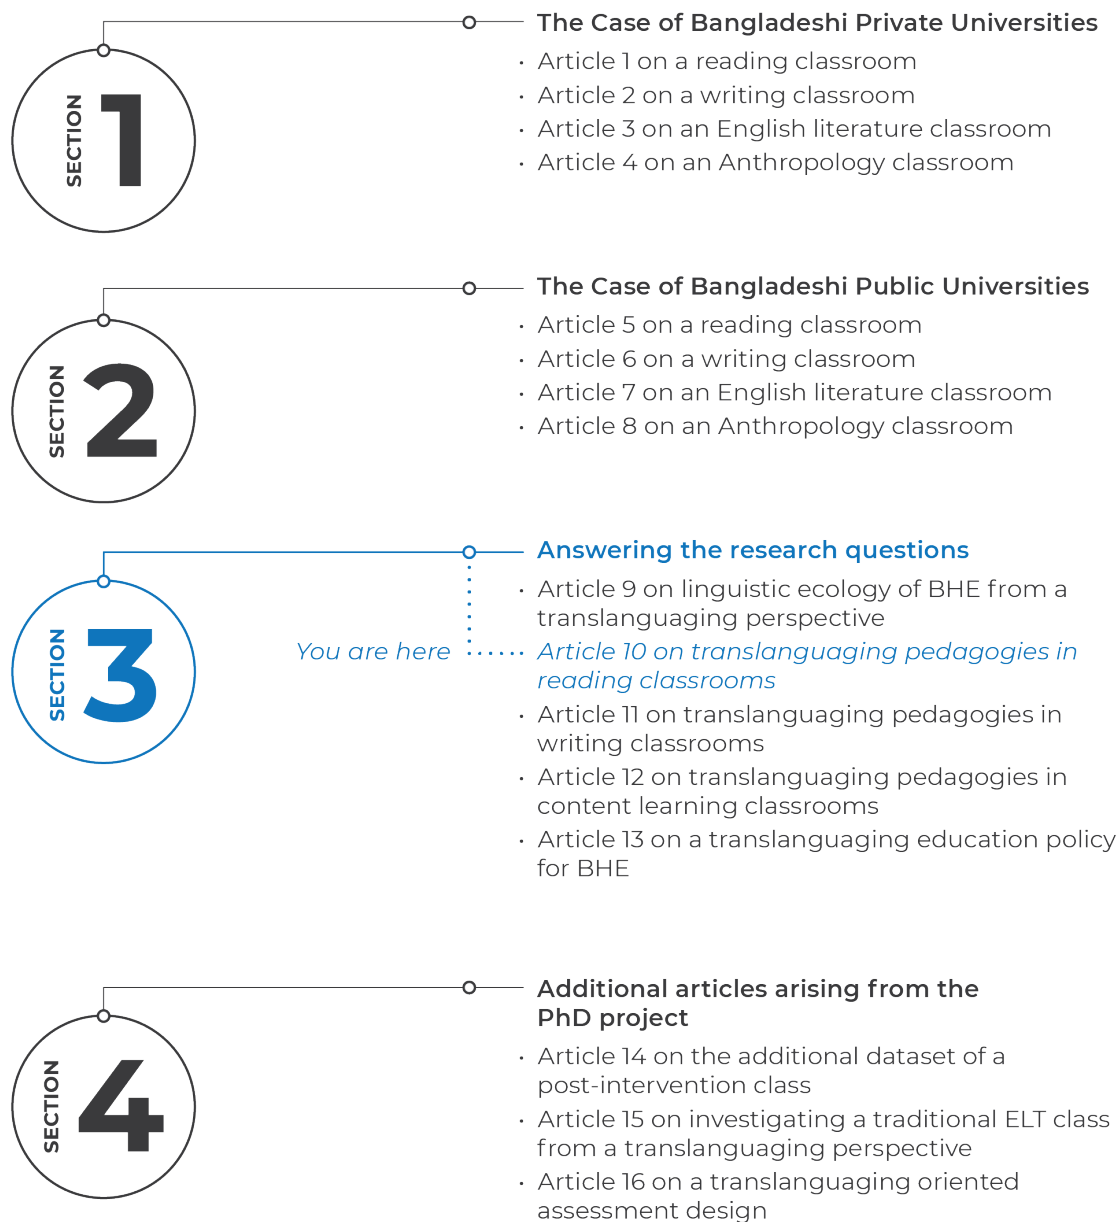 SECTION 1
The Case of Bangladeshi Private Universities
· Article 1 on a reading classroom
· Article 2 on a writing classroom
· Article 3 on an English literature classroom
· Article 4 on an Anthropology classroom
SECTION 2
The Case of Bangladeshi Public Universities
· Article 5 on a reading classroom
· Article 6 on a writing classroom
· Article 7 on an English literature classroom
· Article 8 on an Anthropology classroom
SECTION 3
Answering the research questions
· Article 9 on linguistic ecology of BHE from a
translanguaging perspective
You are here
Article 10 on translanguaging pedagogies in
reading classrooms
· Article 11 on translanguaging pedagogies in
writing classrooms
· Article 12 on translanguaging pedagogies in
content learning classrooms
· Article 13 on a translanguaging education policy
for BHE
SECTION 4
Additional articles arising from the
PhD project
· Article 14 on the additional dataset of a
post-intervention class
· Article 15 on investigating a traditional ELT class
from a translanguaging perspective
· Article 16 on a translanguaging oriented
assessment design